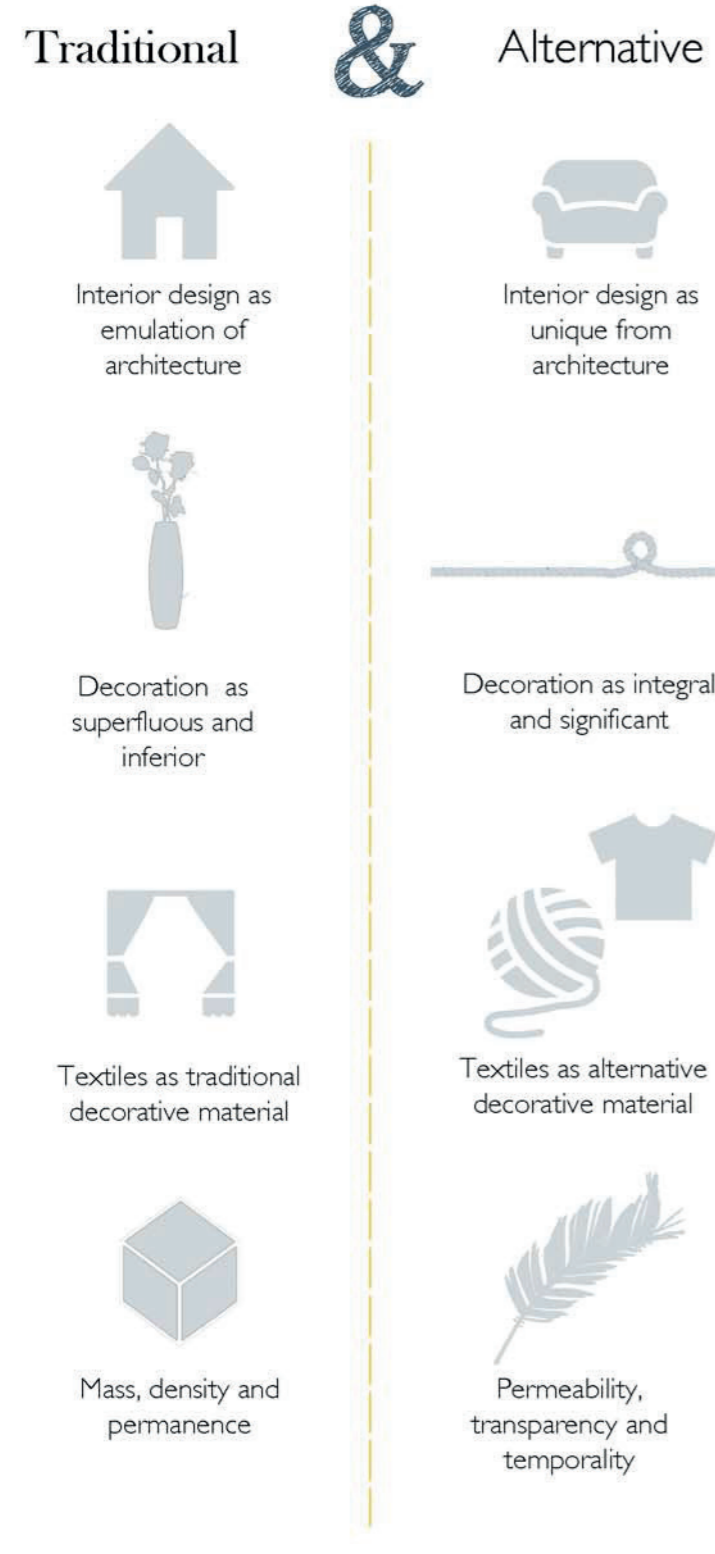 Traditional & Alternative
Interior design as
emulation of
architecture
Interior design as
unique from
architecture
Decoration as
superfluous and
inferior
Decoration as integral
and significant
Textiles as traditional
decorative material
Textiles as alternative
decorative material
Mass, density and
permanence
Permeability,
transparency and
temporality